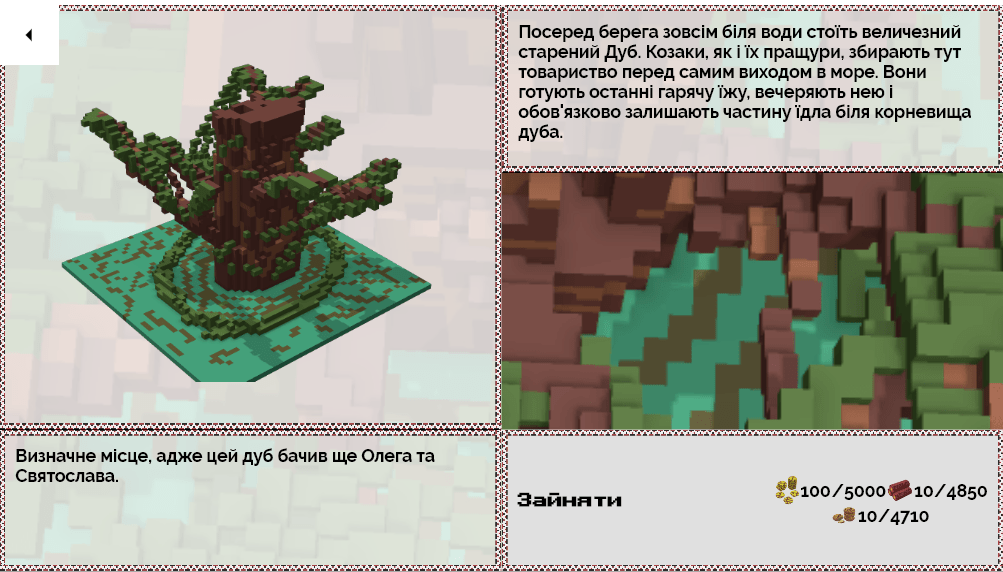 Посеред берега зовсім біля води стоїть величезний
старений Дуб. Козаки, як і їх пращури, збирають тут
товариство перед самим виходом в море. Вони
готують останні гарячу їжу, вечеряють нею і
обов'язково залишають частину їдла біля корневища
дуба.
Визначне місце, адже цей дуб бачив ще Олега та
Святослава.
Зайняти
100/5000 10/4850
10/4710